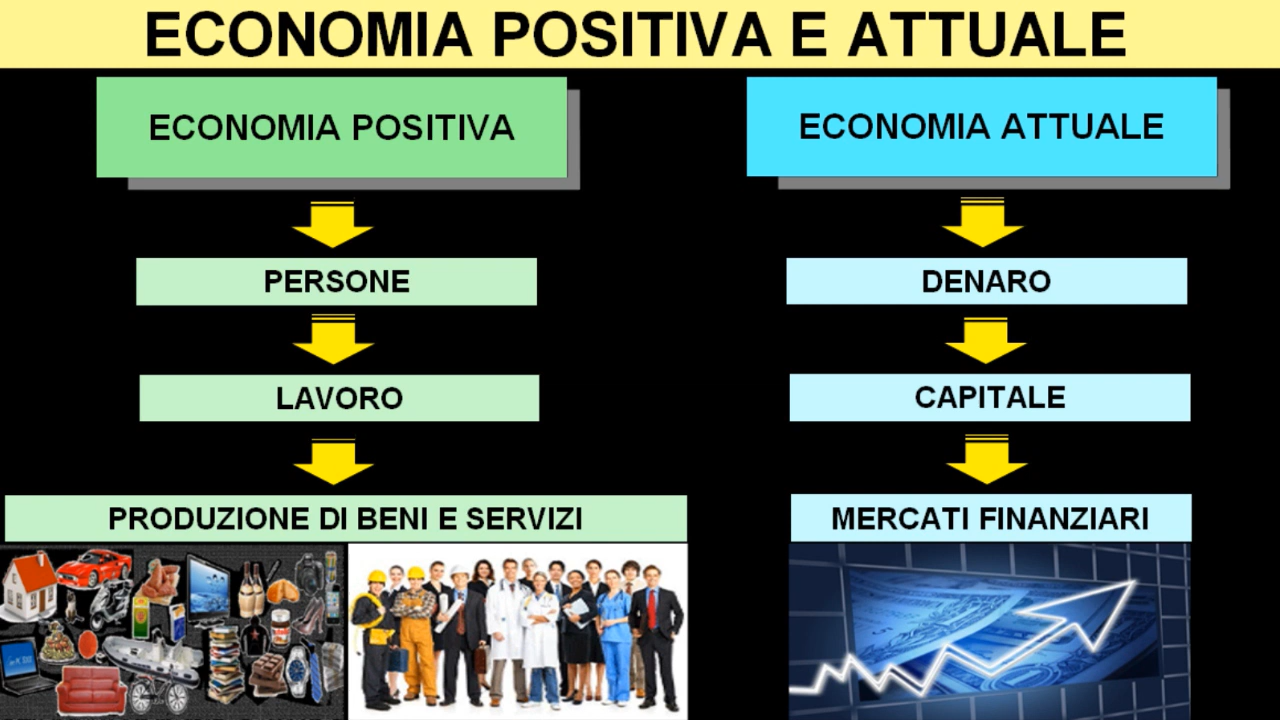 ECONOMIA POSITIVA E ATTUALE
ECONOMIA POSITIVA
PERSONE
LAVORO
PRODUZIONE DI BENI E SERVIZI
ECONOMIA ATTUALE
DENARO
CAPITALE
MERCATI FINANZIARI